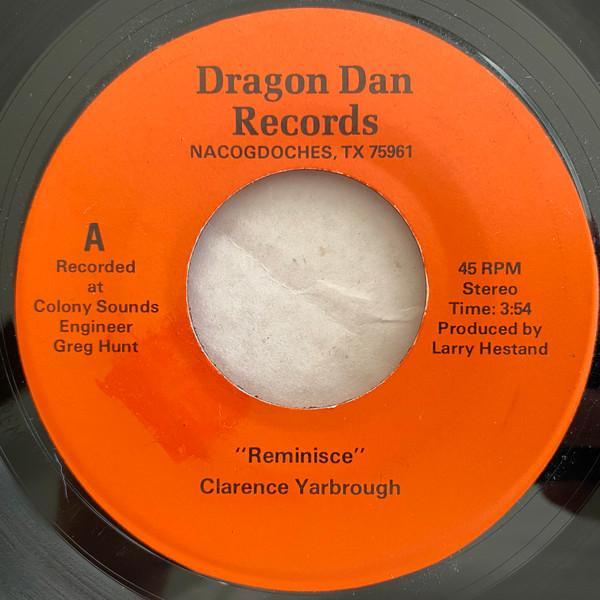 Dragon Dan
Records
NACOGDOCHES, TX 75961
A
Recorded
at
Colony Sounds
Engineer
Greg Hunt
45 RPM
Stereo
Time: 3:54
Produced by
Larry Hestand
"Reminisce"
Clarence Yarbrough